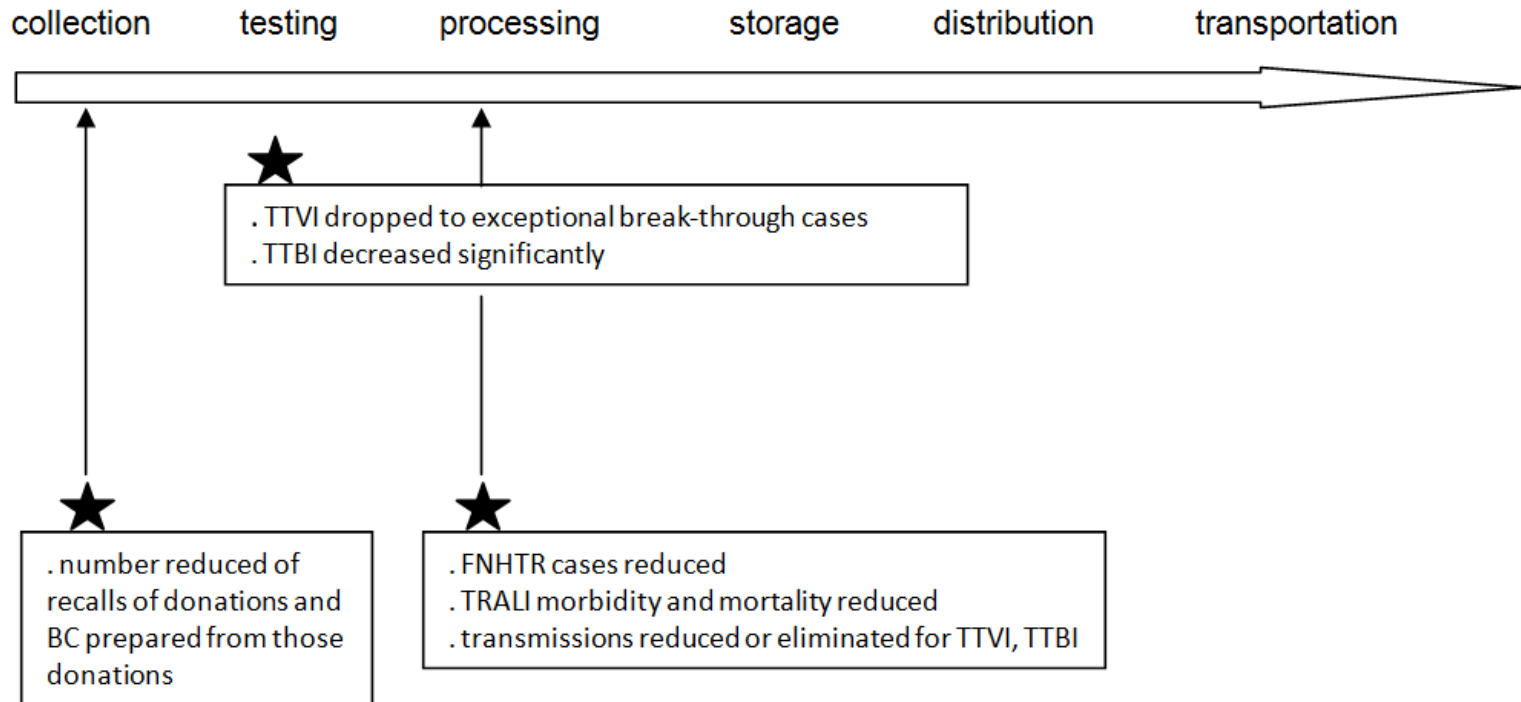 collection testing processing storage distribution transportation
. TTVI dropped to exceptional break-through cases
. TTBI decreased significantly
. number reduced of
recalls of donations and
BC prepared from those
donations
. FNHTR cases reduced
. TRALI morbidity and mortality reduced
. transmissions reduced or eliminated for TTVI, TTBI